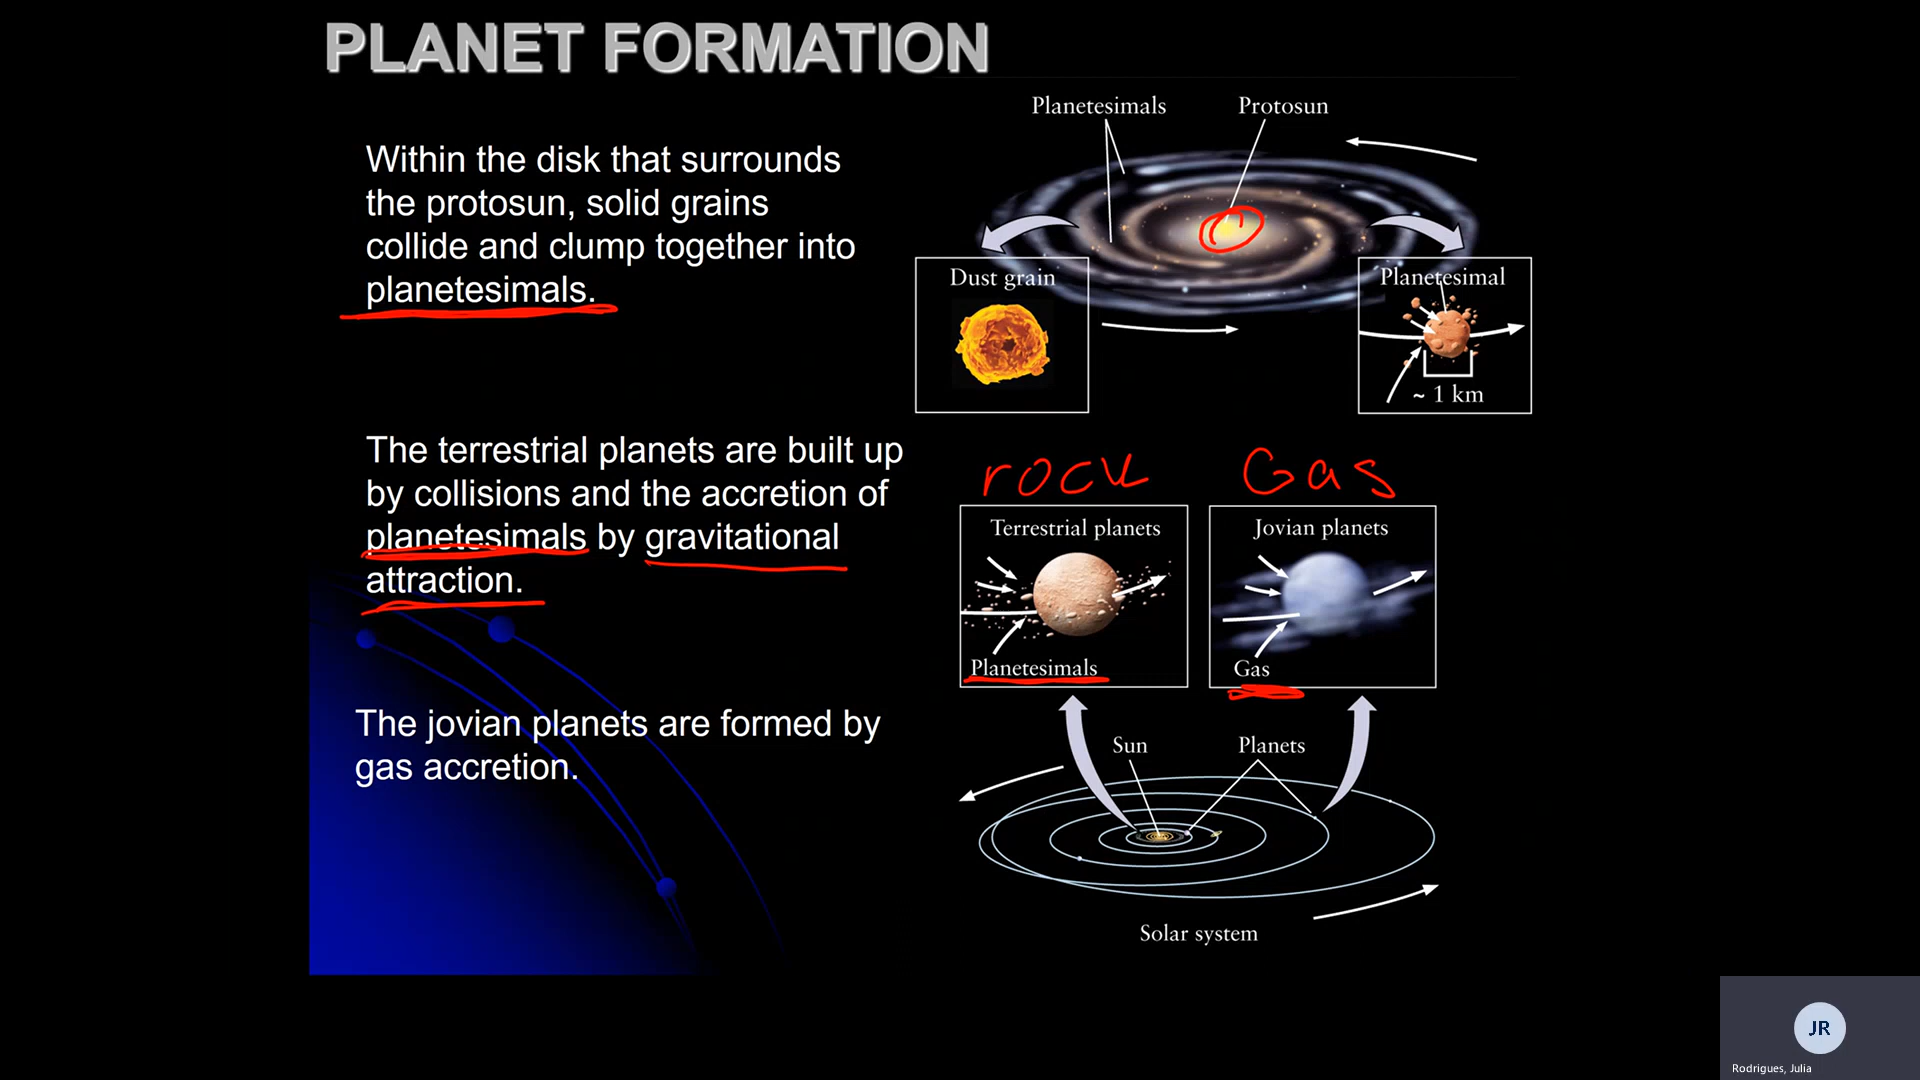 PLANET FORMATION
Planetesimals
Protosun
Within the disk that surrounds
the protosun, solid grains
collide and clump together into
planetesimals.
Dust grain
Planetesimal
~ 1 km
The terrestrial planets are built up
by collisions and the accretion of
planetesimals by gravitational
attraction.
rock
Gas
Terrestrial planets
Planetesimals
Jovian planets
Gas
The jovian planets are formed by
gas accretion.
Sun
Planets
Solar system
JR
Rodrigues, Julia